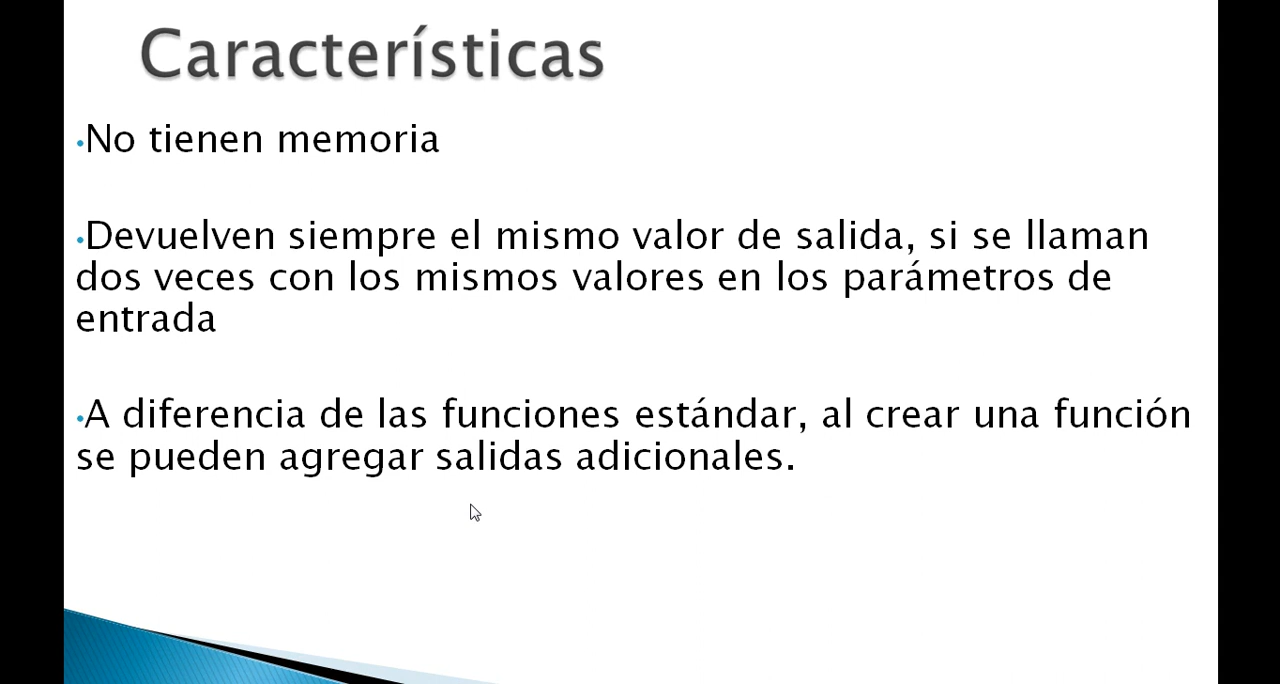 Características
•No tienen memoria
•Devuelven siempre el mismo valor de salida, si se llaman
dos veces con los mismos valores en los parámetros de
entrada
•A diferencia de las funciones estándar, al crear una función
se pueden agregar salidas adicionales.